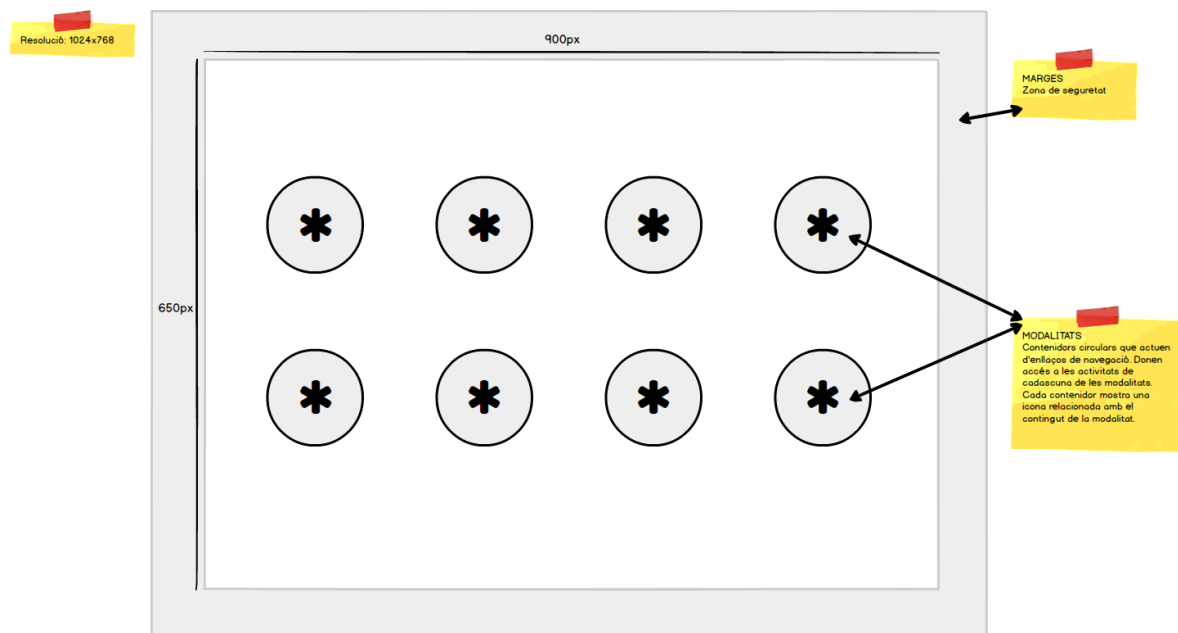 Resolució: 1024x768
900px
MARGES
Zona de seguretat
650px
MODALITATS
Contenidors circulars que actuen
d'enllaços de navegació. Donen
accés a les activitats de
cadascuna de les modalitats.
Cada contenidor mostra una
icona relacionada amb el
contingut de la modalitat.